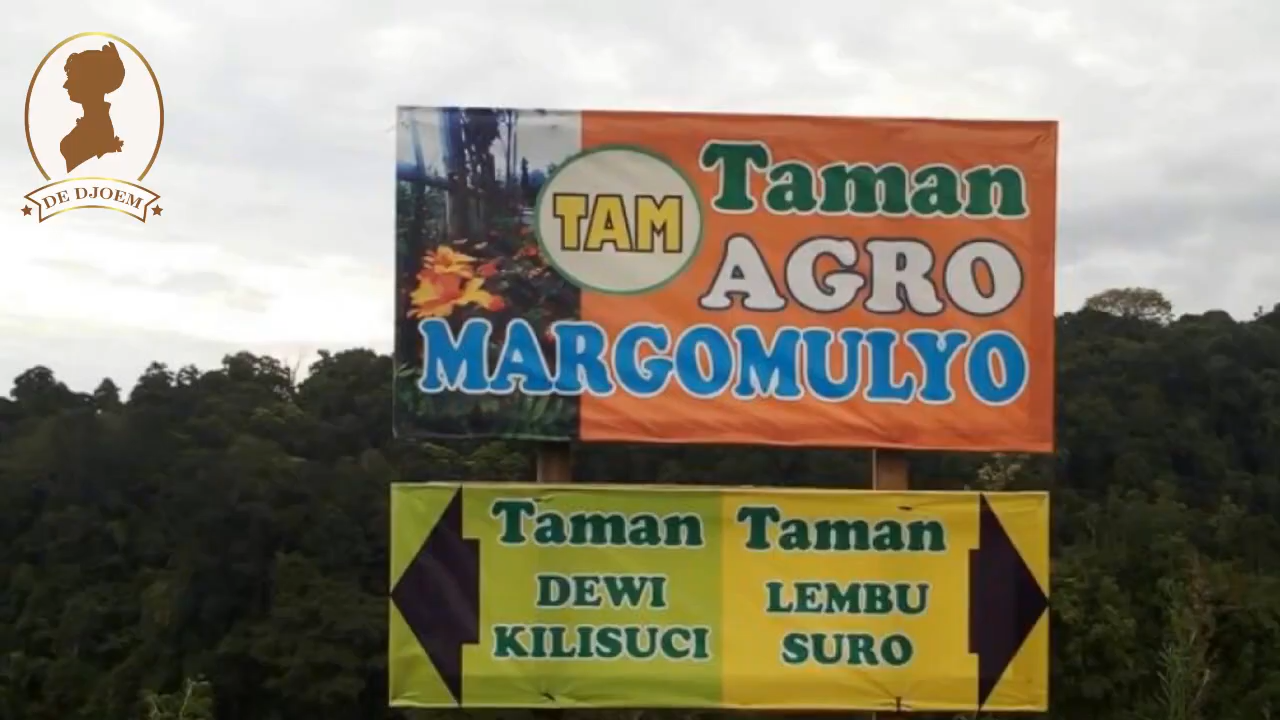 DE DJOEM
TAM
Taman
AGRO
MARGOMULYO
Taman
DEWI
KILISUCI
Taman
LEMBU
SURO